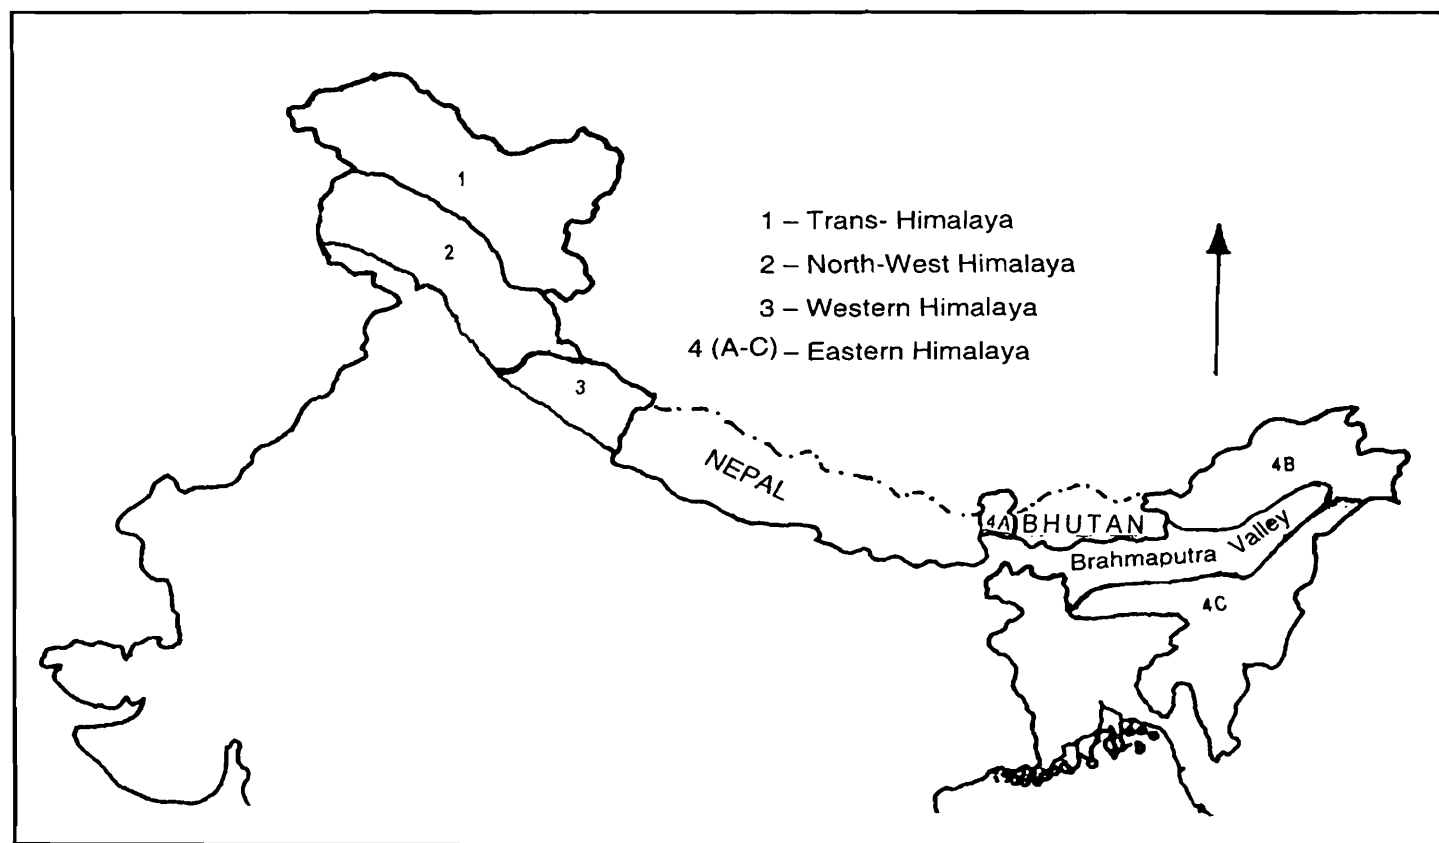 1
1 – Trans- Himalaya
2
2 – North-West Himalaya
3 – Western Himalaya
4 (A-C) – Eastern Himalaya
3
NEPAL
4B
4A
BHUTAN
Brahmaputra Valley
4C